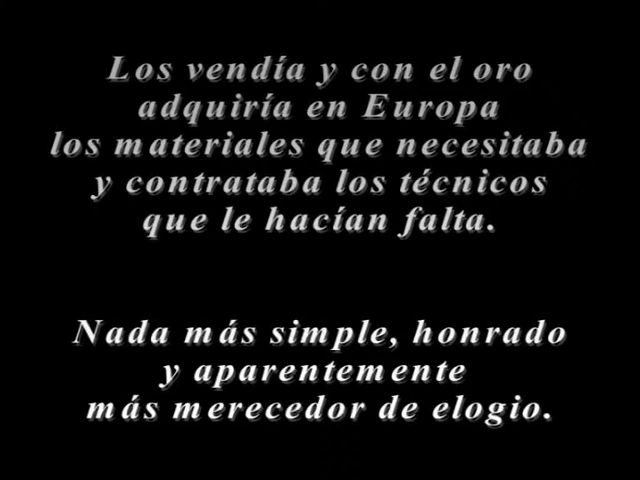 Los vendía y con el oro
adquiría en Europa
los materiales que necesitaba
y contrataba los técnicos
que le hacían falta.
Nada más simple, honrado
y aparentemente
más merecedor de elogio.